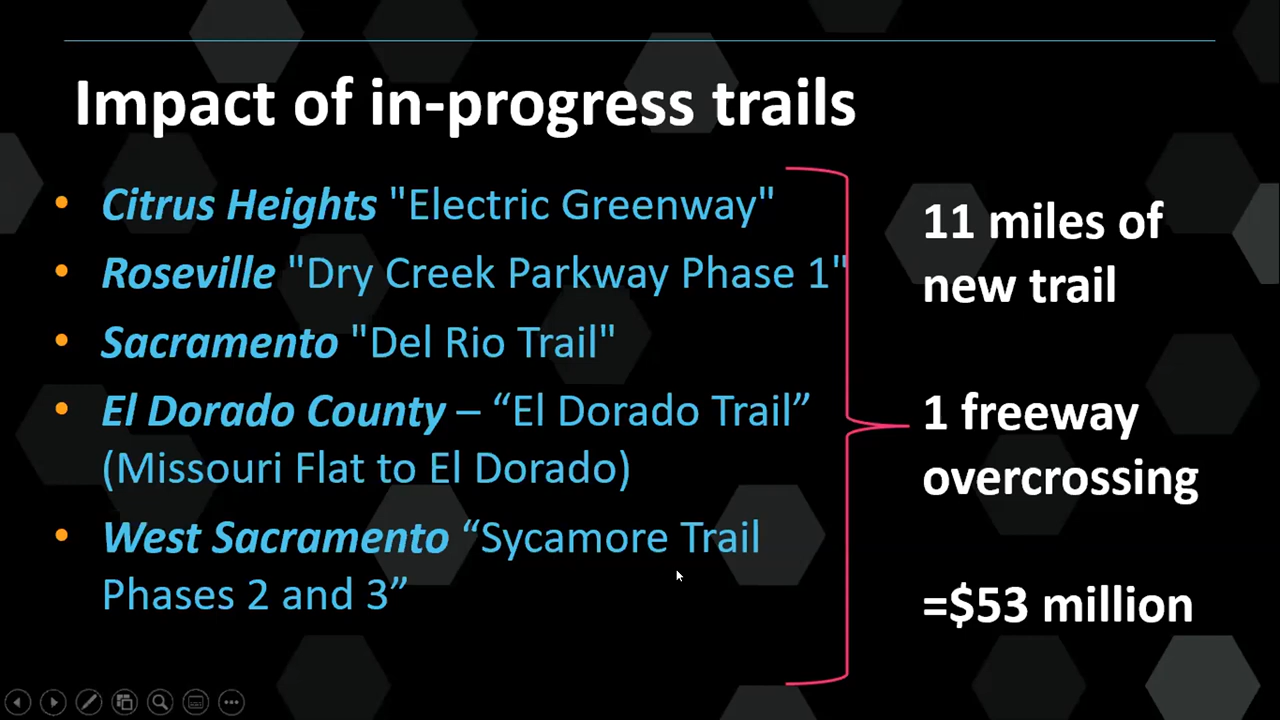 Impact of in-progress trails
• Citrus Heights "Electric Greenway"
• Roseville "Dry Creek Parkway Phase 1"
• Sacramento "Del Rio Trail"
• El Dorado County – “El Dorado Trail”
(Missouri Flat to El Dorado)
• West Sacramento “Sycamore Trail
Phases 2 and 3”
11 miles of
new trail
1 freeway
overcrossing
=$53 million